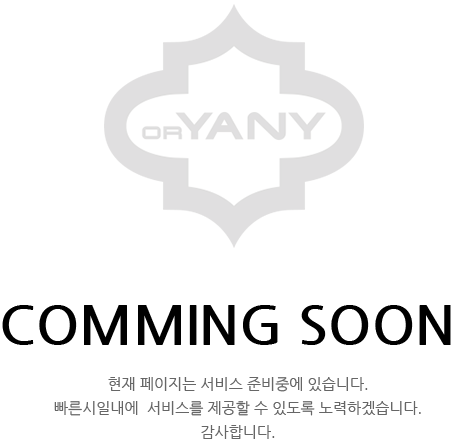 orYANY
COMMING SOON
현재 페이지는 서비스 준비중에 있습니다.
빠른시일내에 서비스를 제공할 수 있도록 노력하겠습니다.
감사합니다.